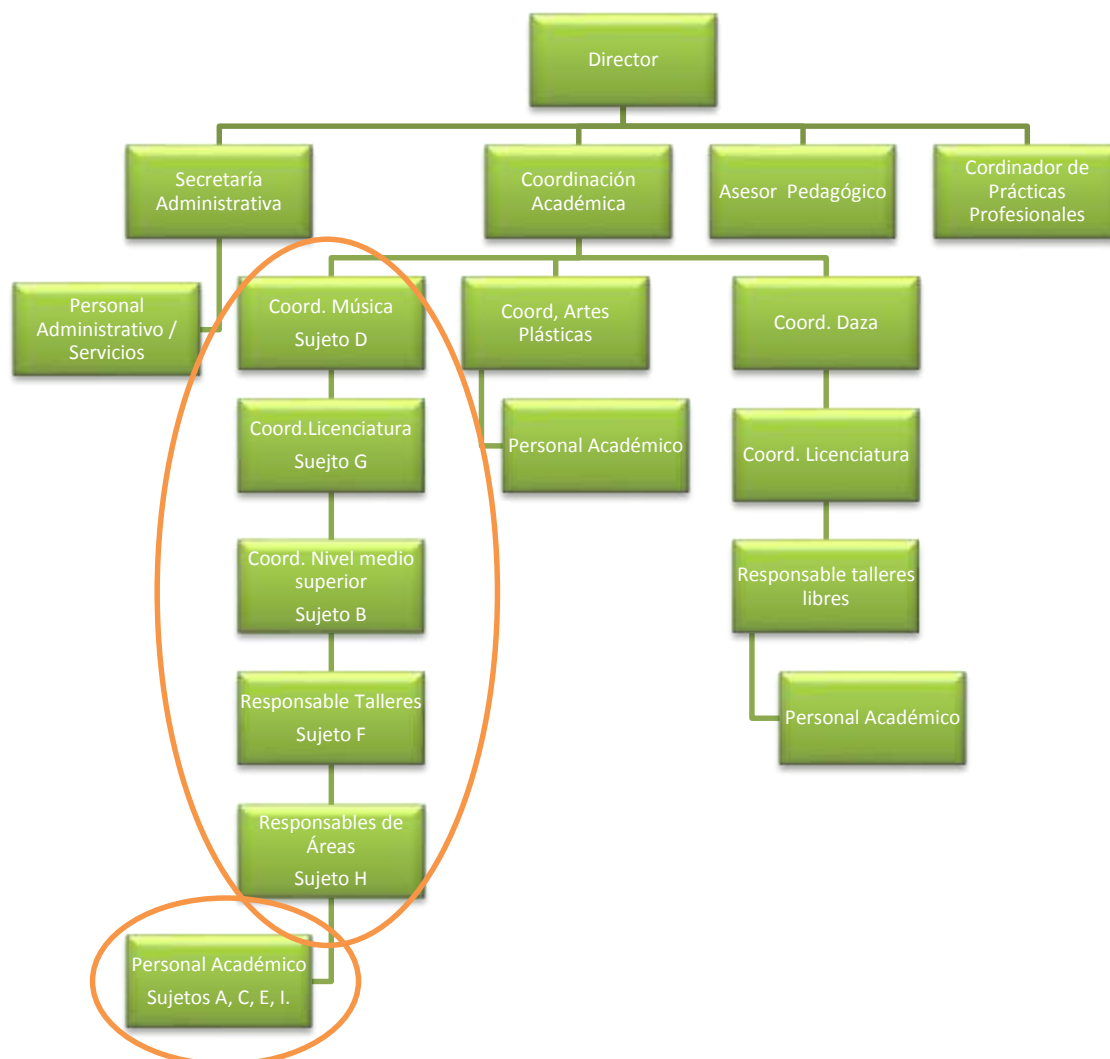 Director
Secretaría
Administrativa
Coordinación
Académica
Asesor Pedagógico
Cordinador de
Prácticas
Profesionales
Personal
Administrativo /
Servicios
Coord. Música
Sujeto D
Coord, Artes
Plásticas
Coord. Daza
Coord.Licenciatura
Suejto G
Personal Académico
Coord. Licenciatura
Coord. Nivel medio
superior
Sujeto B
Responsable talleres
libres
Responsable Talleres
Sujeto F
Personal Académico
Responsables de
Áreas
Sujeto H
Personal Académico
Sujetos A, C, E, I.